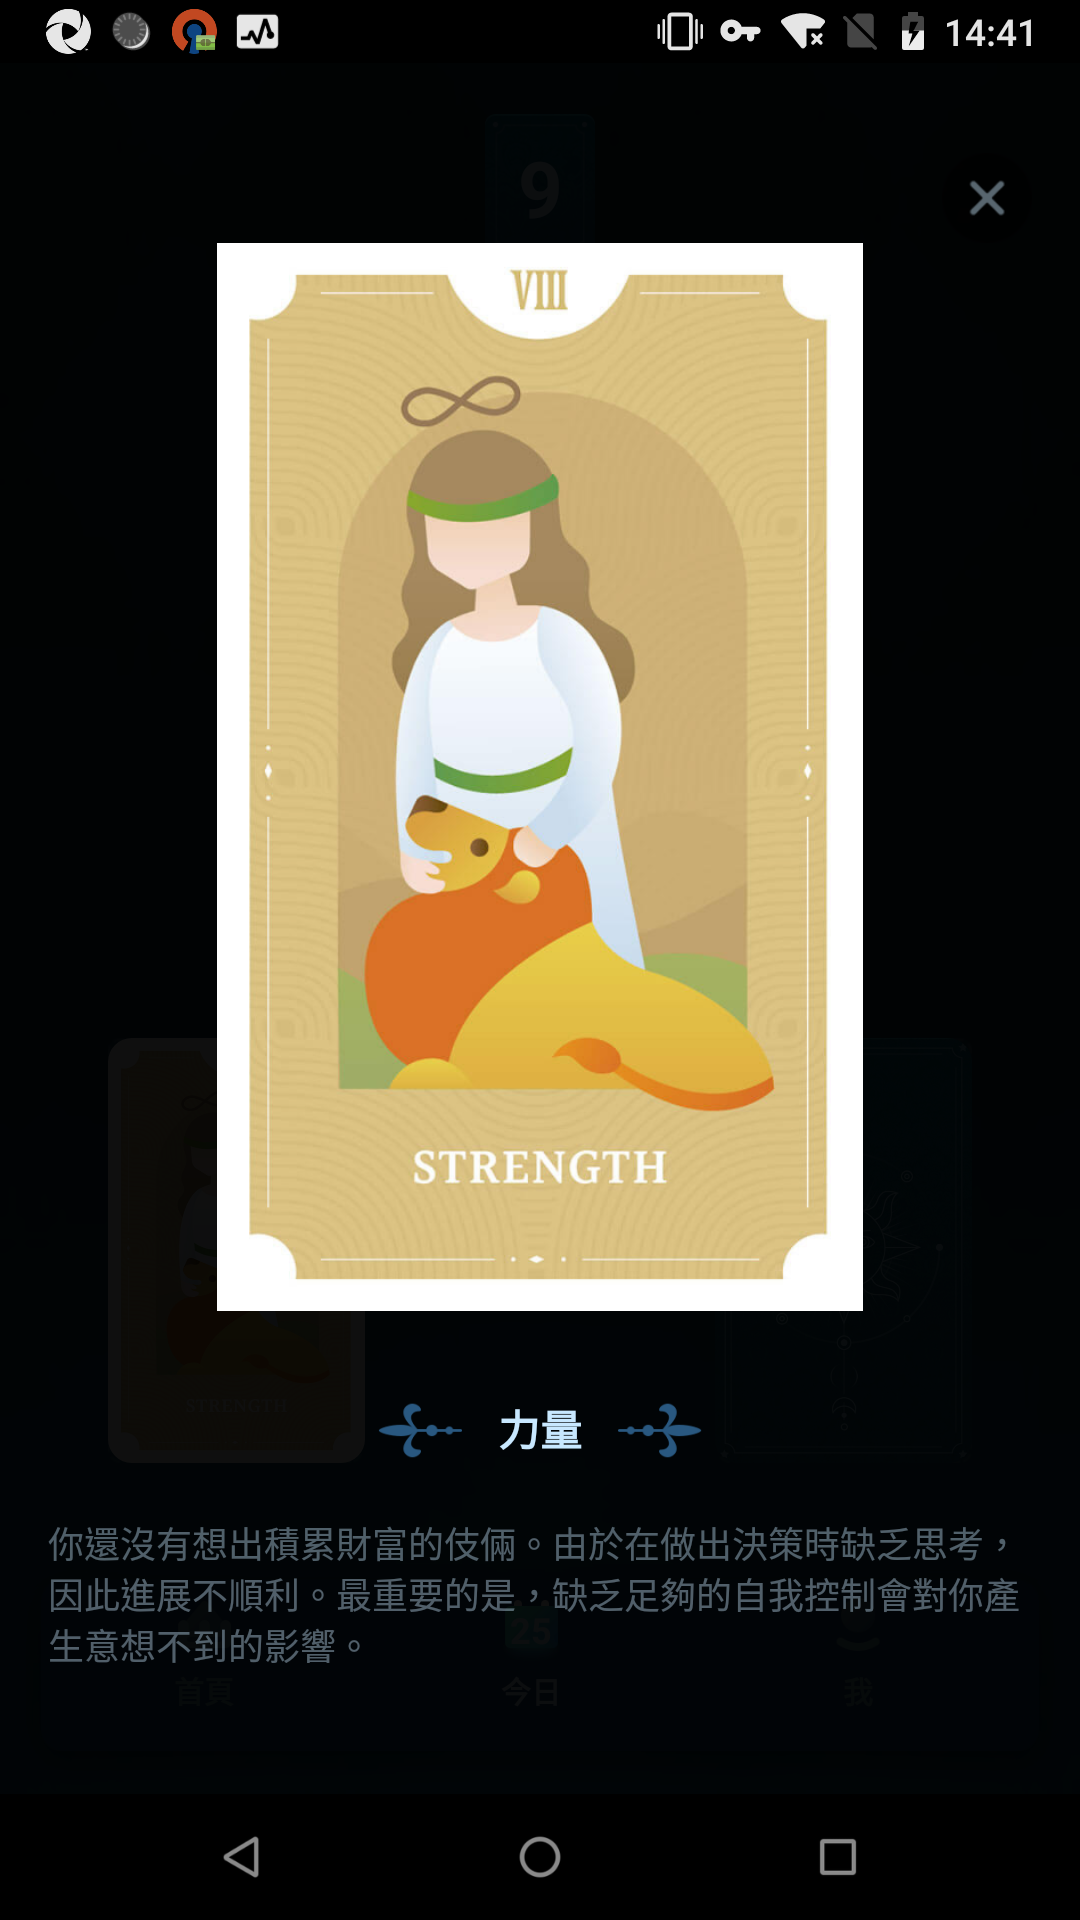 14:41
9
VIII
STRENGTH
STRENGTH
力量
你還沒有想出積累財富的伎倆。由於在做出決策時缺乏思考，
因此進展不順利。最重要的是，缺乏足夠的自我控制會對你產
生意想不到的影響。
25
首頁
今日
我